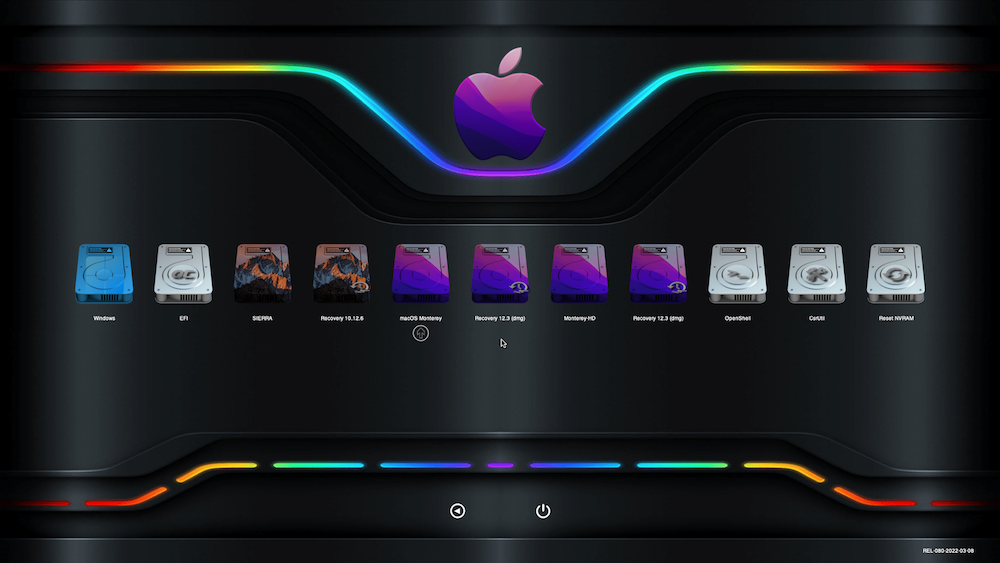 Windows
EFI
SIERRA
Recovery 10.12.6
macOS Monterey
Recovery 12.3 (dmg)
Monterey-HD
Recovery 12.3 (dmg)
OpenShell
CsrUtil
Reset NVRAM
REL-080-2022-03-08